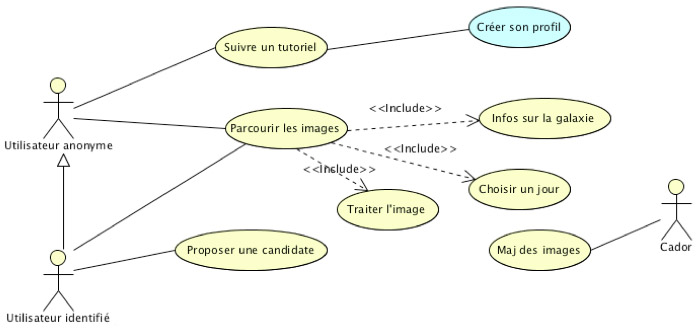 Créer son profil
Suivre un tutoriel
<<Include>>
Infos sur la galaxie
Parcourir les images
Utilisateur anonyme
<<Include>>
<<Include>>
Choisir un jour
Traiter l'image
Proposer une candidate
Maj des images
Cador
Utilisateur identifié